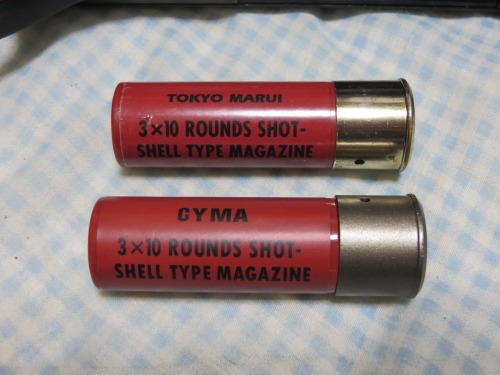 TOKYO MARUI
3×10 ROUNDS SHOT-
SHELL TYPE MAGAZINE
CYMA
3×10 ROUNDS SHOT-
SHELL TYPE MAGAZINE